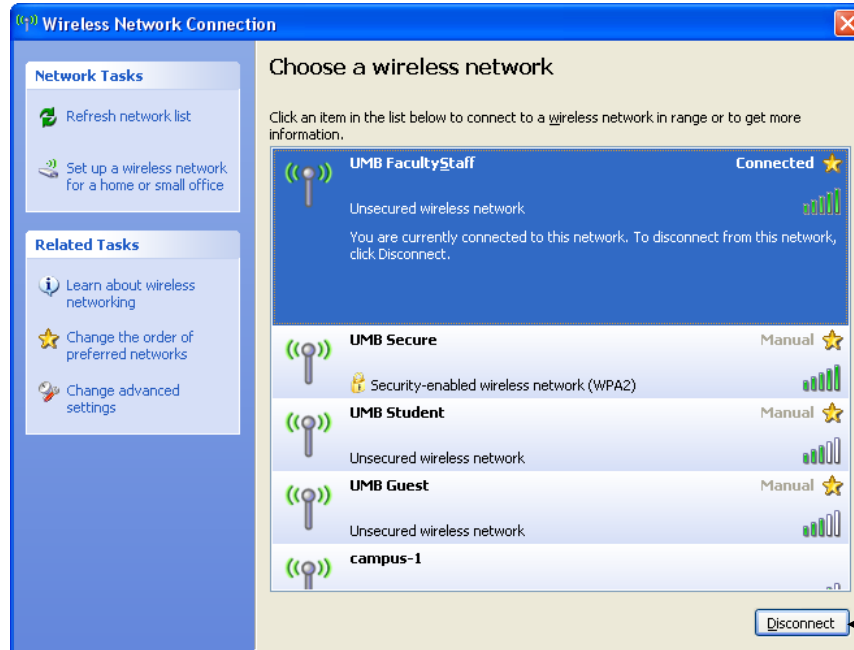 Wireless Network Connection
Network Tasks
Refresh network list
Set up a wireless network
for a home or small office
Related Tasks
Learn about wireless
networking
Change the order of
preferred networks
Change advanced
settings
Choose a wireless network
Click an item in the list below to connect to a wireless network in range or to get more
information.
UMB FacultyStaff Connected
Unsecured wireless network
You are currently connected to this network. To disconnect from this network,
click Disconnect.
UMB Secure Manual
Security-enabled wireless network (WPA2)
UMB Student Manual
Unsecured wireless network
UMB Guest Manual
Unsecured wireless network
campus-1
Disconnect